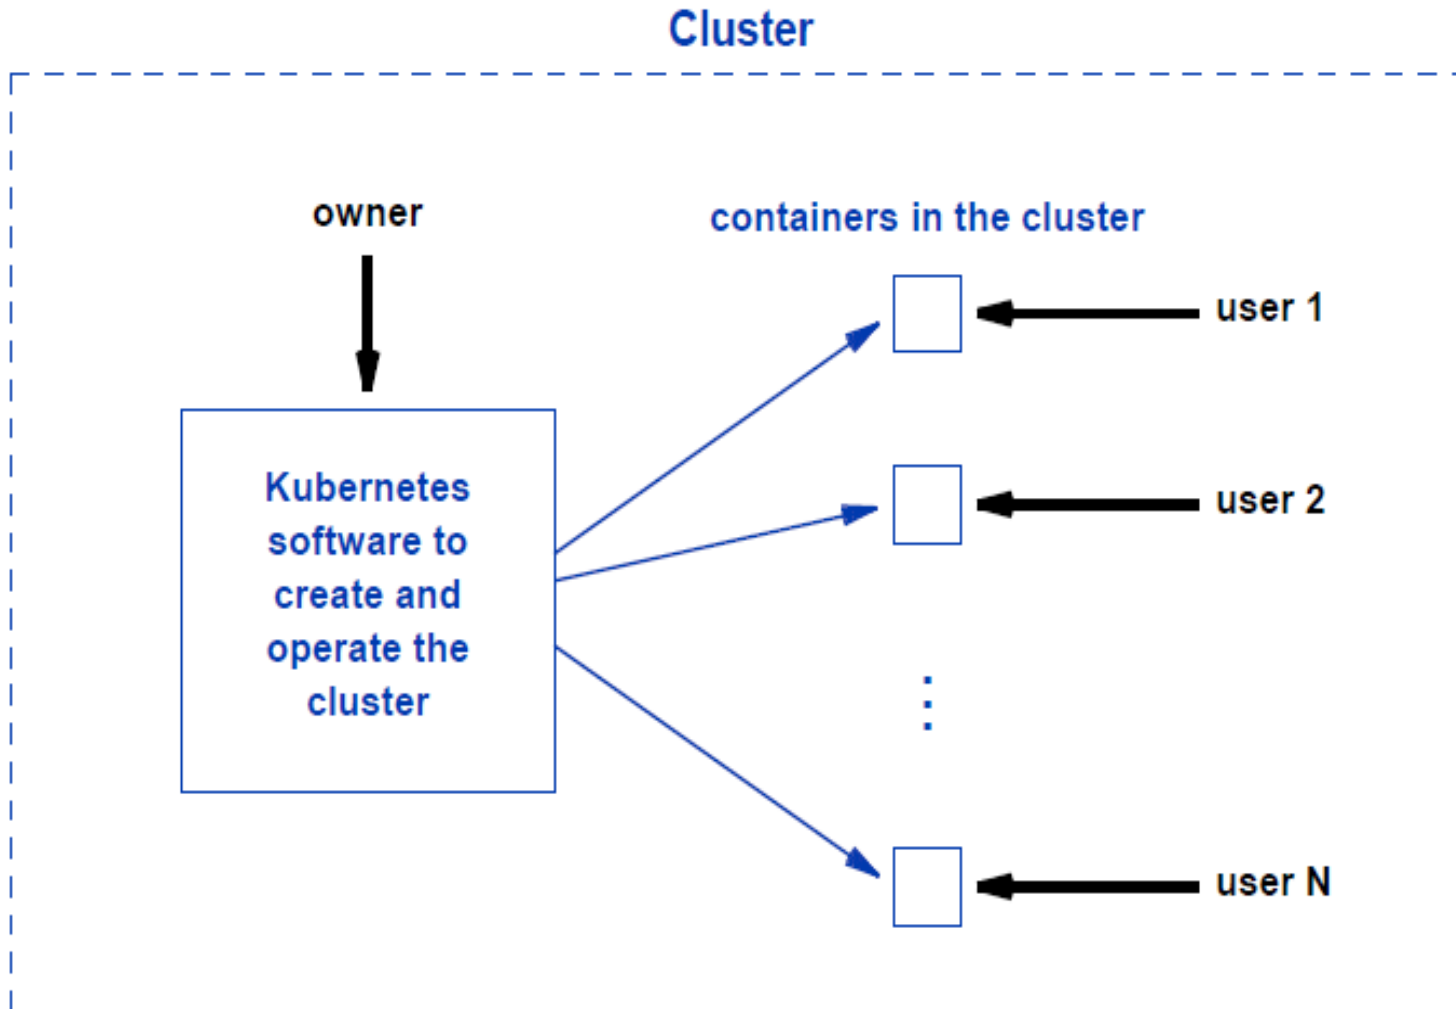 Cluster
owner
containers in the cluster
user 1
Kubernetes
software to
create and
operate the
cluster
user 2
user N